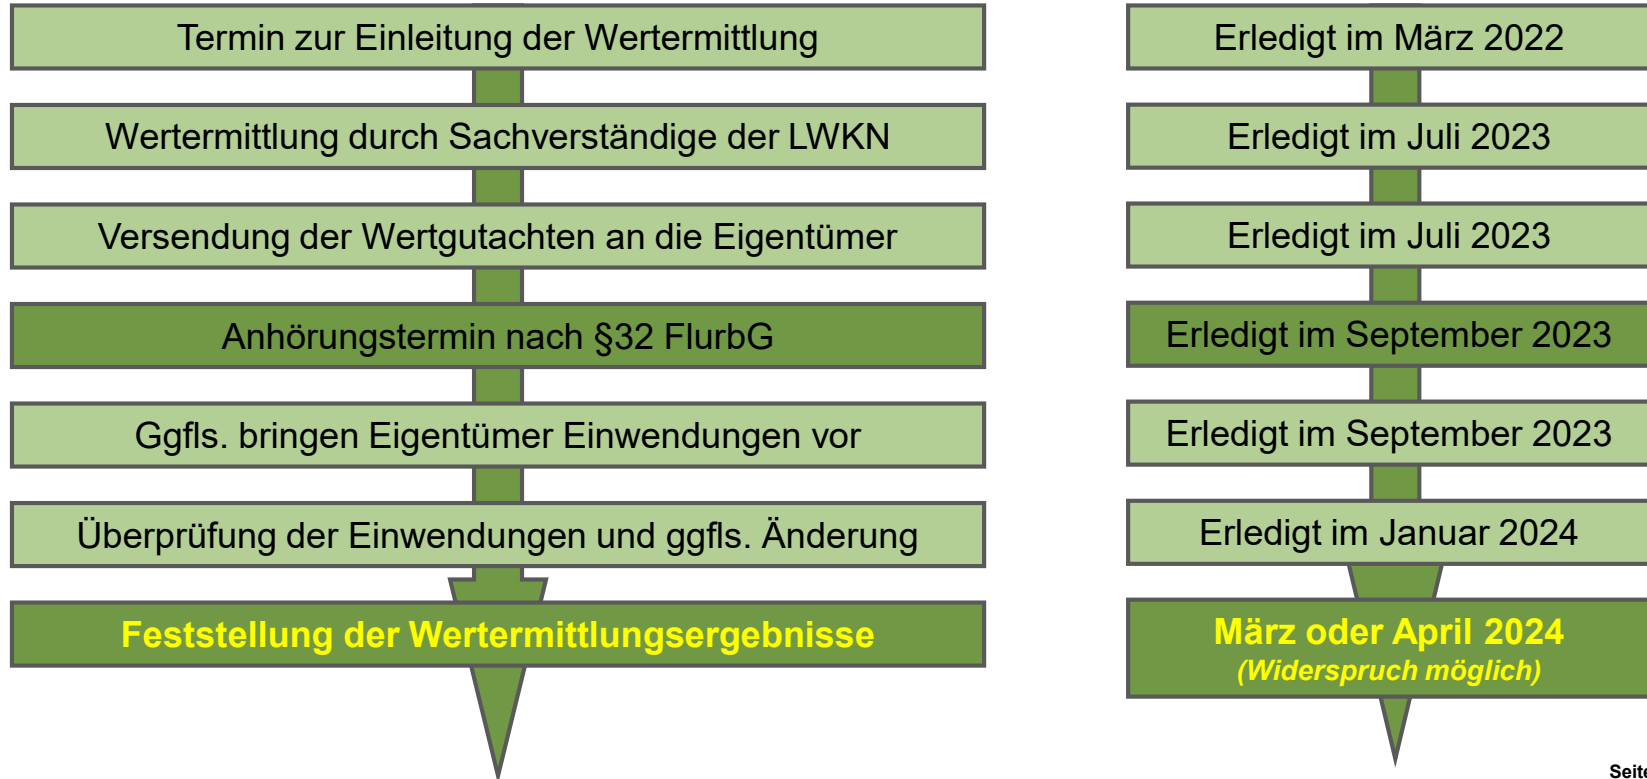 Termin zur Einleitung der Wertermittlung
Erledigt im März 2022
Wertermittlung durch Sachverständige der LWKN
Erledigt im Juli 2023
Versendung der Wertgutachten an die Eigentümer
Erledigt im Juli 2023
Anhörungstermin nach §32 FlurbG
Erledigt im September 2023
Ggfls. bringen Eigentümer Einwendungen vor
Erledigt im September 2023
Überprüfung der Einwendungen und ggfls. Änderung
Erledigt im Januar 2024
Feststellung der Wertermittlungsergebnisse
März oder April 2024
(Widerspruch möglich)
Seite